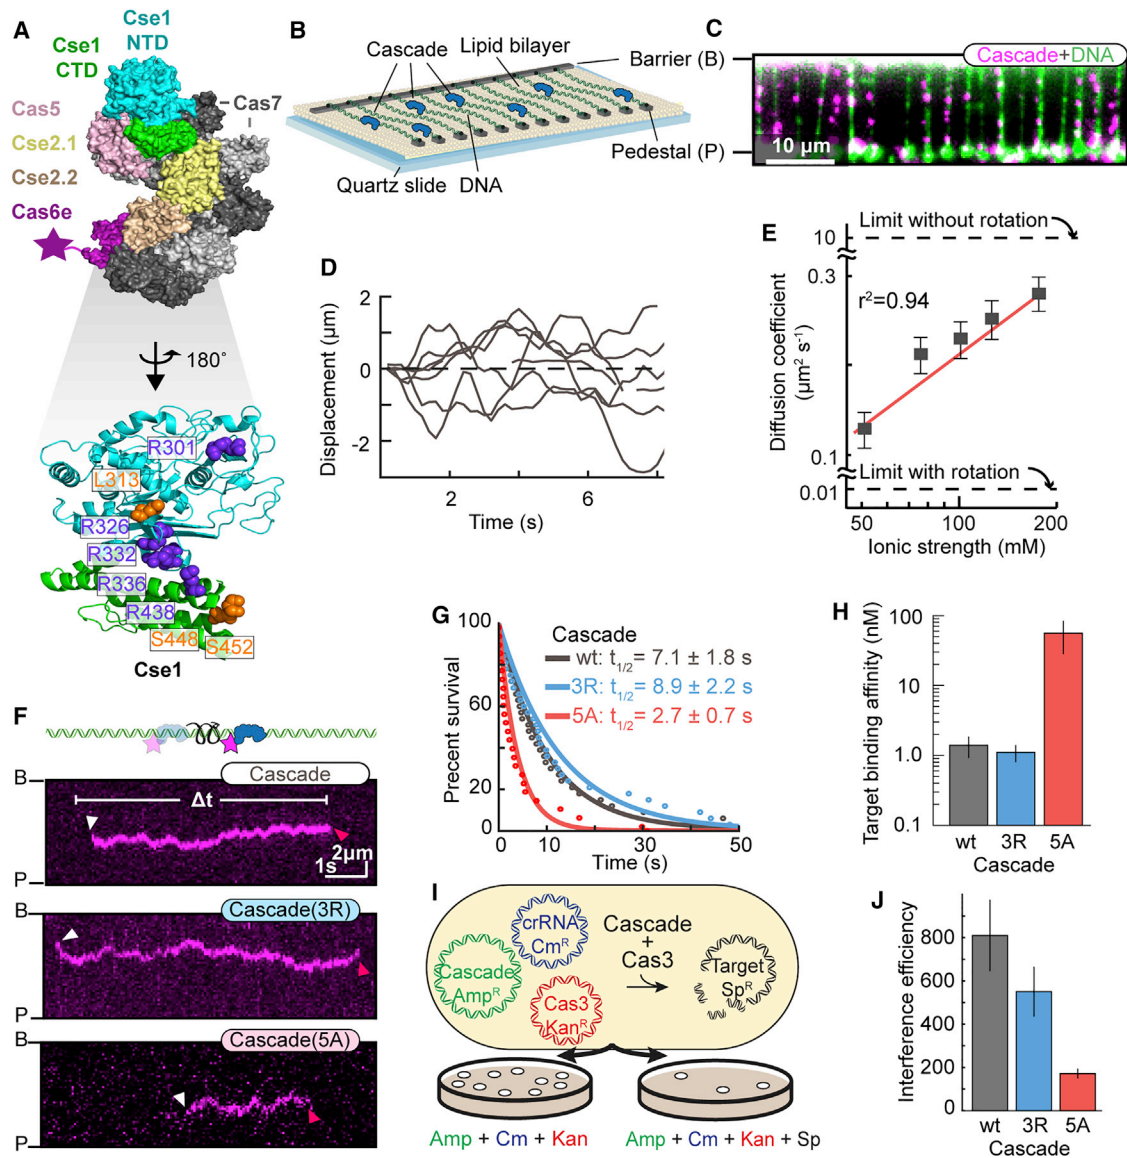 A
Cse1
NTD
Cse1
CTD
Cas5
Cas7
Cse2.1
Cse2.2
Cas6e
180°
R301
L313
R326
R332
R336
R438
S448
S452
Cse1
B
Cascade
Lipid bilayer
Barrier (B)
Pedestal (P)
Quartz slide
DNA
C
Cascade+DNA
10 µm
D
Displacement (µm)
2
0
-2
2
6
Time (s)
E
Limit without rotation
10
0.3
r²=0.94
0.2
0.1
Limit with rotation
0.01
Diffusion coefficient
(µm² s⁻¹)
50
100
200
Ionic strength (mM)
F
B
Cascade
Δt
2µm
1s
P
B
Cascade(3R)
P
B
Cascade(5A)
P
G
Cascade
wt: t1/2= 7.1 ± 1.8 s
3R: t1/2= 8.9 ± 2.2 s
5A: t1/2= 2.7 ± 0.7 s
Precent survival
100
60
20
0
0
10
30
50
Time (s)
H
Target binding affinity (nM)
100
10
1.0
0.1
wt
3R
5A
Cascade
I
crRNA
CmR
Cascade
AmpR
Cas3
KanR
Cascade
+
Cas3
Target
SpR
Amp + Cm + Kan
Amp + Cm + Kan + Sp
J
Interference efficiency
800
600
400
200
0
wt
3R
5A
Cascade